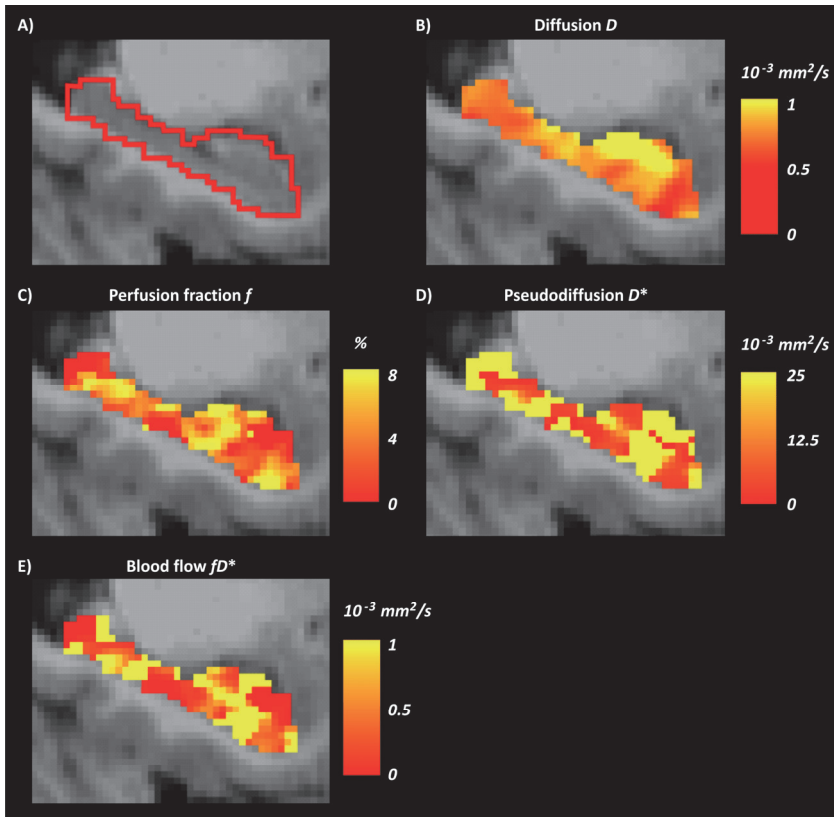 A)
B)
Diffusion D
10⁻³ mm²/s
1
0.5
0
C)
Perfusion fraction f
%
8
4
0
D)
Pseudodiffusion D*
10⁻³ mm²/s
25
12.5
0
E)
Blood flow fD*
10⁻³ mm²/s
1
0.5
0